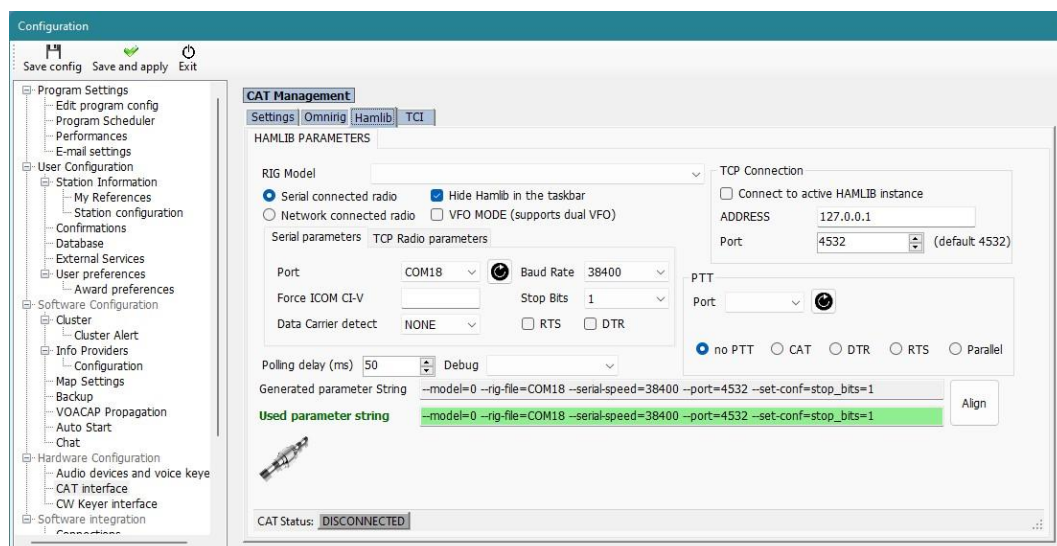 Configuration
Save config Save and apply Exit
Program Settings
Edit program config
Program Scheduler
Performances
E-mail settings
User Configuration
Station Information
My References
Station configuration
Confirmations
Database
External Services
User preferences
Award preferences
Software Configuration
Cluster
Cluster Alert
Info Providers
Configuration
Map Settings
Backup
VOACAP Propagation
Auto Start
Chat
Hardware Configuration
Audio devices and voice keye
CAT interface
CW Keyer interface
Software integration
Connections
CAT Management
Settings Omnirig Hamlib TCI
HAMLIB PARAMETERS
RIG Model
Serial connected radio Hide Hamlib in the taskbar
Network connected radio VFO MODE (supports dual VFO)
Serial parameters TCP Radio parameters
Port COM18 Baud Rate 38400
Force ICOM CI-V Stop Bits 1
Data Carrier detect NONE RTS DTR
TCP Connection
Connect to active HAMLIB instance
ADDRESS 127.0.0.1
Port 4532 (default 4532)
PTT
Port
no PTT CAT DTR RTS Parallel
Polling delay (ms) 50 Debug
Generated parameter String --model=0 --rig-file=COM18 --serial-speed=38400 --port=4532 --set-conf=stop_bits=1
Used parameter string --model=0 --rig-file=COM18 --serial-speed=38400 --port=4532 --set-conf=stop_bits=1
Align
CAT Status: DISCONNECTED